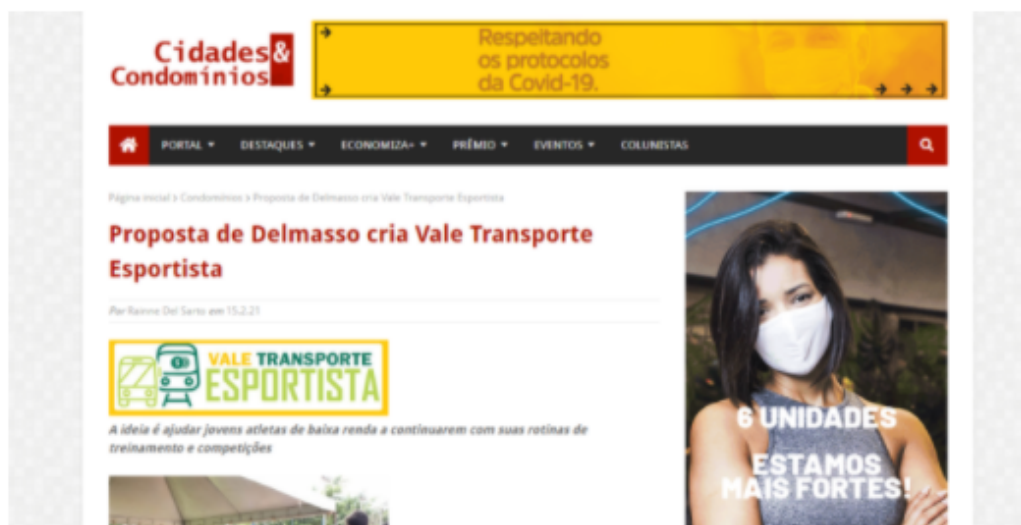 Cidades&
Condomínios
Respeitando
os protocolos
da Covid-19.
PORTAL DESTAQUES ECONOMIZA+ PRÊMIO EVENTOS COLUNISTAS
Página inicial > Condomínios > Proposta de Delmasso cria Vale Transporte Esportista
Proposta de Delmasso cria Vale Transporte
Esportista
Por Rainne Del Sarto em 15.2.21
VALE TRANSPORTE
ESPORTISTA
A ideia é ajudar jovens atletas de baixa renda a continuarem com suas rotinas de
treinamento e competições
6 UNIDADES
ESTAMOS
MAIS FORTES!